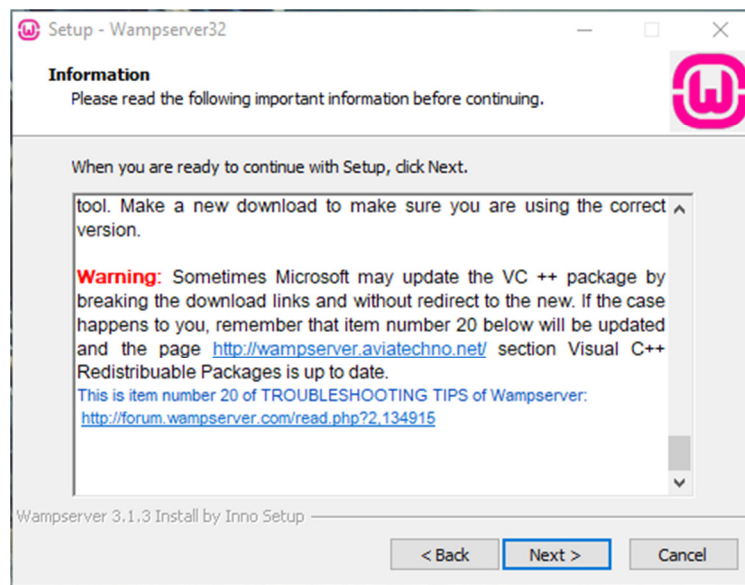 Setup - Wampserver32
Information
Please read the following important information before continuing.
When you are ready to continue with Setup, click Next.
tool. Make a new download to make sure you are using the correct
version.
Warning: Sometimes Microsoft may update the VC ++ package by
breaking the download links and without redirect to the new. If the case
happens to you, remember that item number 20 below will be updated
and the page http://wampserver.aviatechno.net/ section Visual C++
Redistribuable Packages is up to date.
This is item number 20 of TROUBLESHOOTING TIPS of Wampserver:
http://forum.wampserver.com/read.php?2,134915
Wampserver 3.1.3 Install by Inno Setup
< Back Next > Cancel